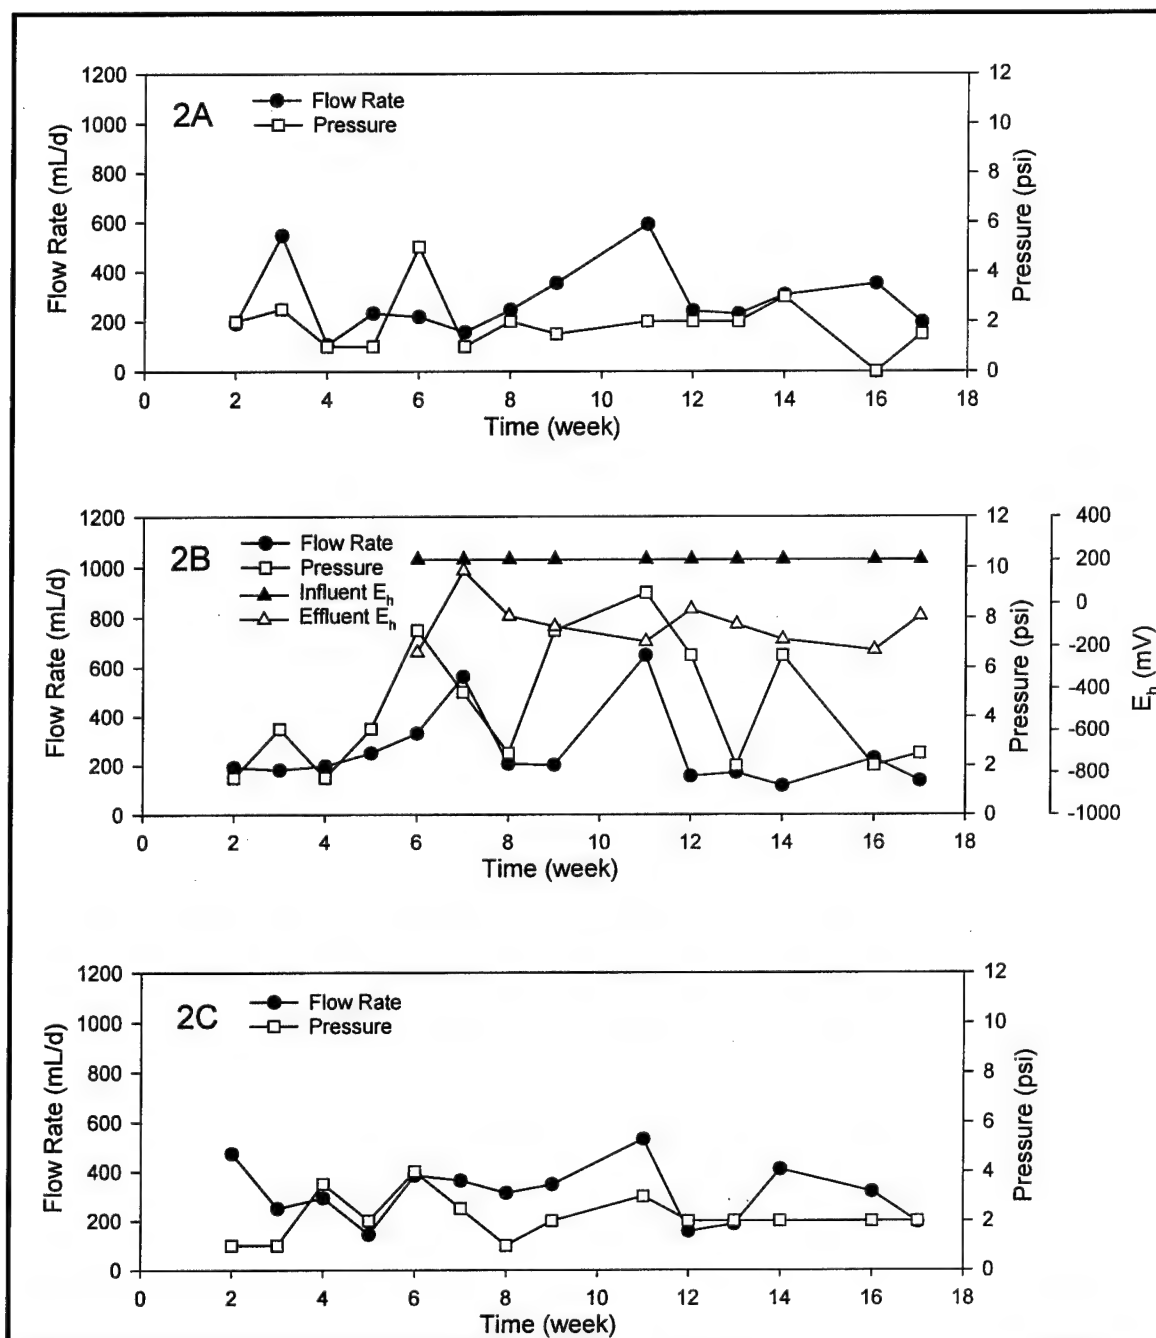 2A
Flow Rate
Pressure
Flow Rate (mL/d)
1200
1000
800
600
400
200
0
12
10
8
6
4
2
0
Pressure (psi)
0 2 4 6 8 10 12 14 16 18
Time (week)
2B
Flow Rate
Pressure
Influent Eh
Effluent Eh
Flow Rate (mL/d)
1200
1000
800
600
400
200
0
12
10
8
6
4
2
0
Pressure (psi)
400
200
0
-200
-400
-600
-800
-1000
Eh (mV)
0 2 4 6 8 10 12 14 16 18
Time (week)
2C
Flow Rate
Pressure
Flow Rate (mL/d)
1200
1000
800
600
400
200
0
12
10
8
6
4
2
0
Pressure (psi)
0 2 4 6 8 10 12 14 16 18
Time (week)